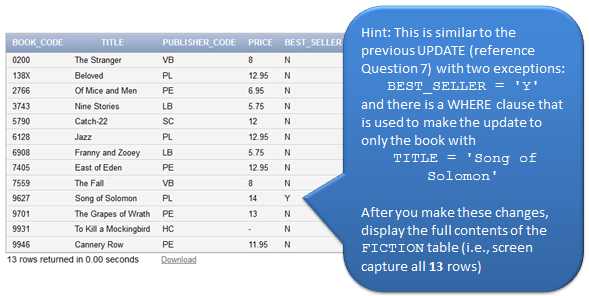 BOOK_CODE TITLE PUBLISHER_CODE PRICE BEST_SELLER
0200 The Stranger VB 8 N
138X Beloved PL 12.95 N
2766 Of Mice and Men PE 6.95 N
3743 Nine Stories LB 5.75 N
5790 Catch-22 SC 12 N
6128 Jazz PL 12.95 N
6908 Franny and Zooey LB 5.75 N
7405 East of Eden PE 12.95 N
7559 The Fall VB 8 N
9627 Song of Solomon PL 14 Y
9701 The Grapes of Wrath PE 13 N
9931 To Kill a Mockingbird HC - N
9946 Cannery Row PE 11.95 N
13 rows returned in 0.00 seconds Download
Hint: This is similar to the
previous UPDATE (reference
Question 7) with two exceptions:
BEST_SELLER = 'Y'
and there is a WHERE clause that
is used to make the update to
only the book with
TITLE = 'Song of
Solomon'
After you make these changes,
display the full contents of the
FICTION table (i.e., screen
capture all 13 rows)